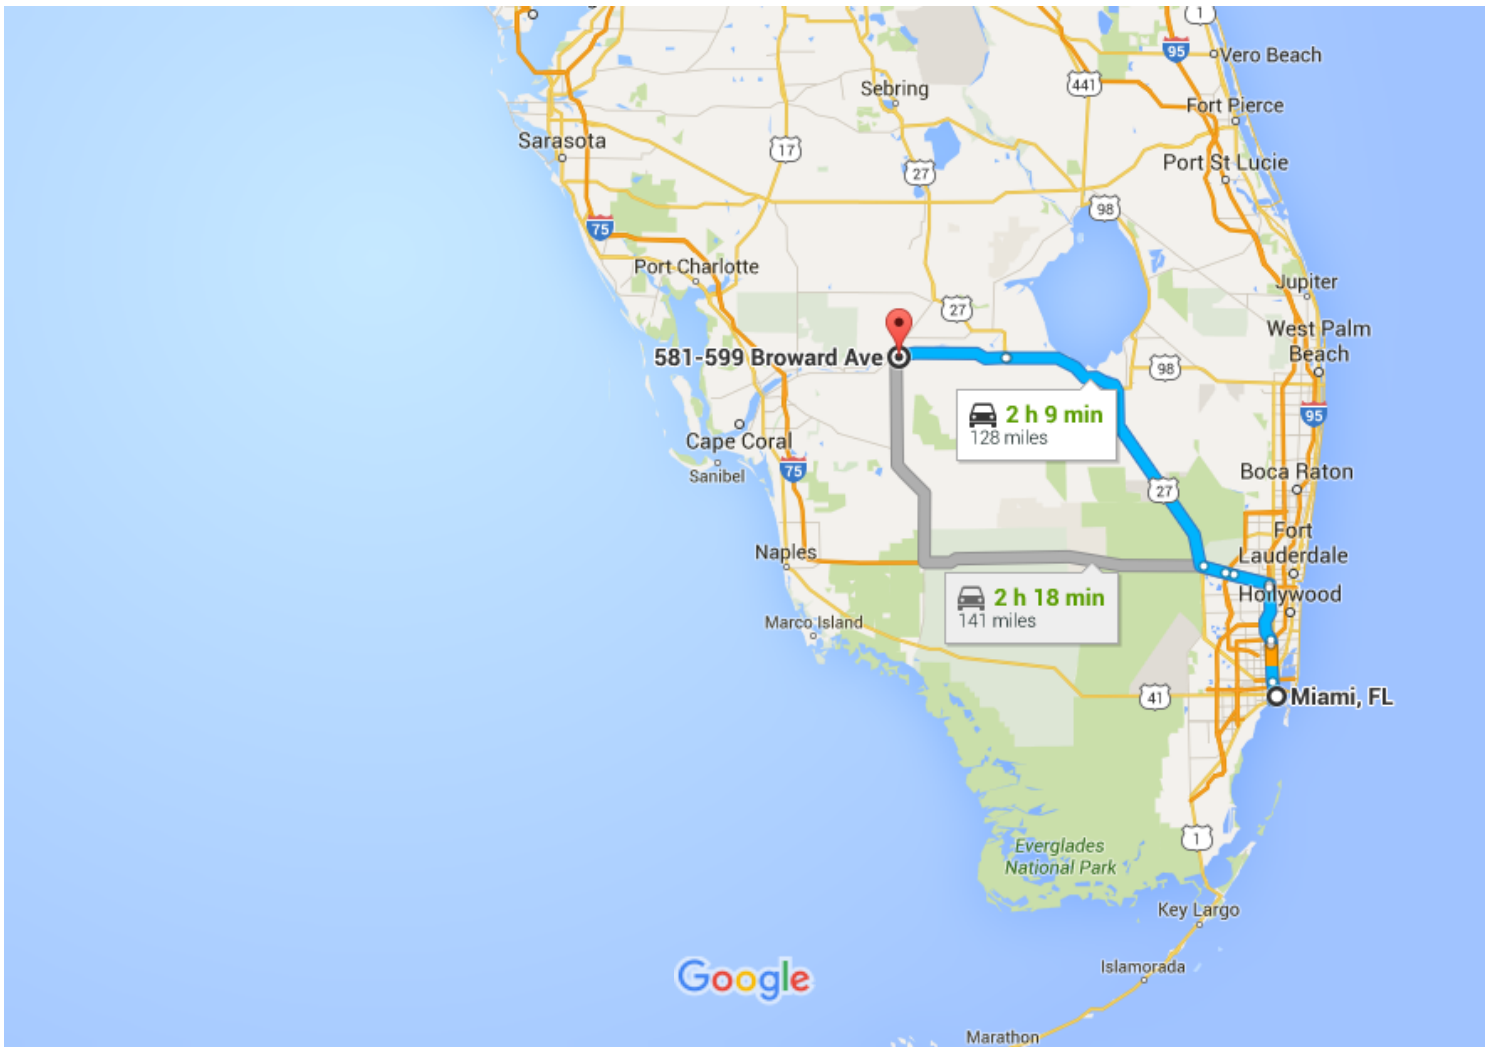 1
95
Vero Beach
441
Sebring
Fort Pierce
Sarasota
17
27
Port St Lucie
98
75
Port Charlotte
Jupiter
27
West Palm
Beach
581-599 Broward Ave
98
2 h 9 min
128 miles
95
Cape Coral
Sanibel
75
Boca Raton
27
Fort
Lauderdale
Naples
Hollywood
2 h 18 min
141 miles
Marco Island
41
Miami, FL
1
Everglades
National Park
Key Largo
Islamorada
Google
Marathon